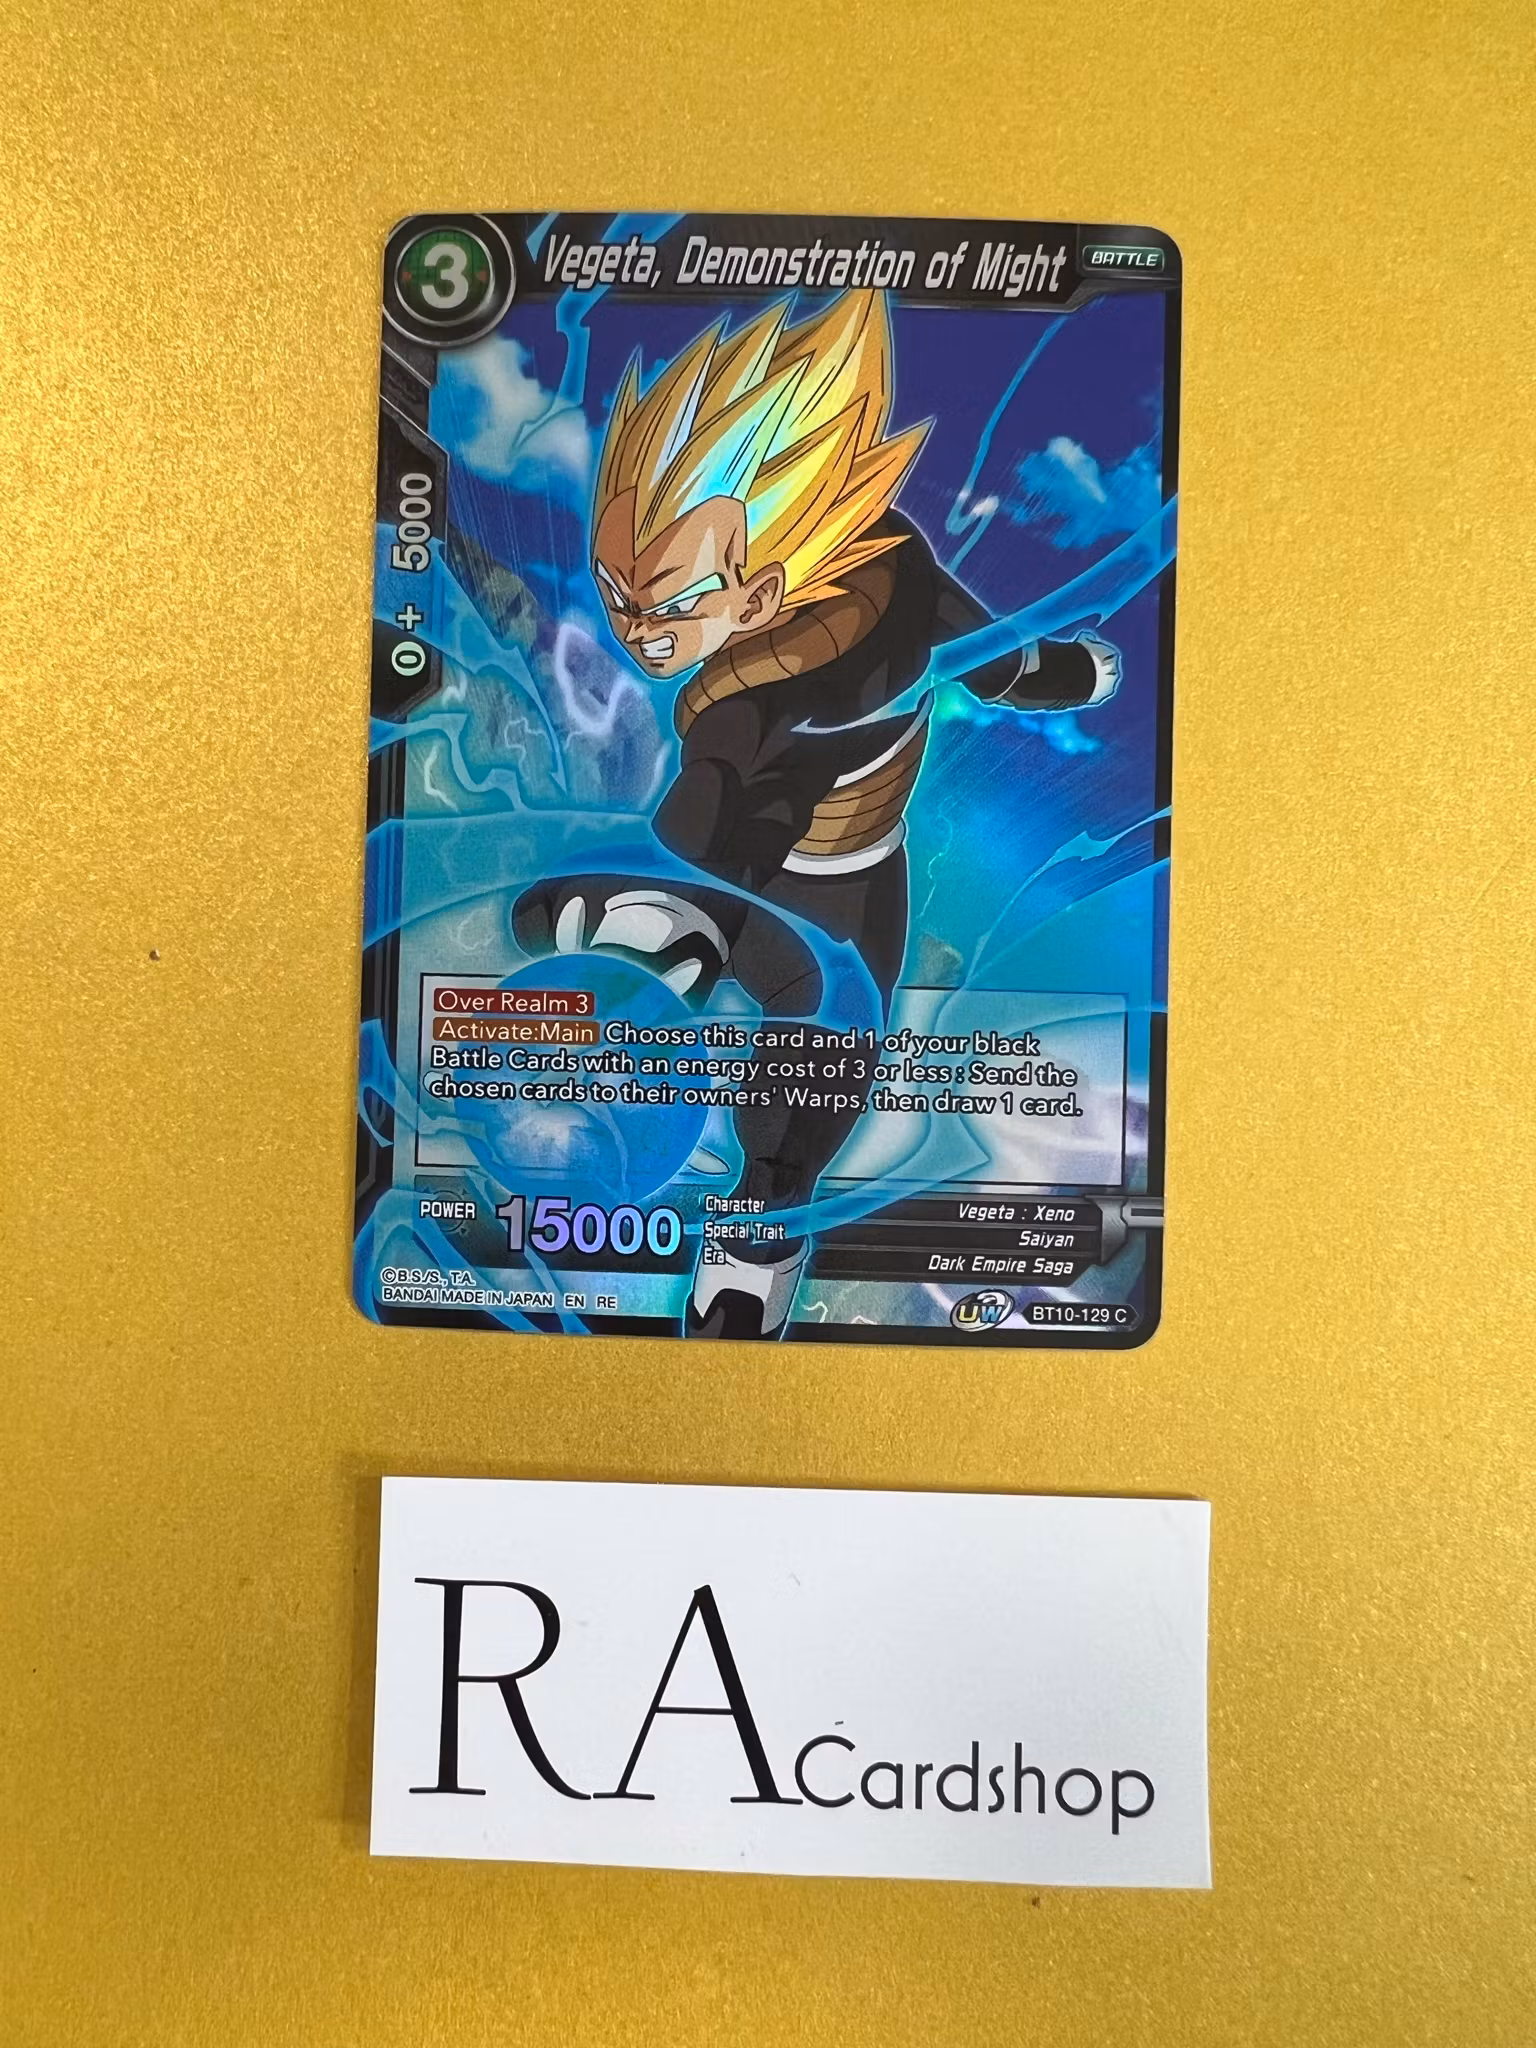 3
Vegeta, Demonstration of Might
BATTLE
0 + 5000
Over Realm 3
Activate:Main Choose this card and 1 of your black
Battle Cards with an energy cost of 3 or less : Send the
chosen cards to their owners' Warps, then draw 1 card.
POWER 15000
Character Vegeta : Xeno
Special Trait Saiyan
Era Dark Empire Saga
©B.S./S., T.A.
BANDAI MADE IN JAPAN EN RE
UW BT10-129 C
RA Cardshop